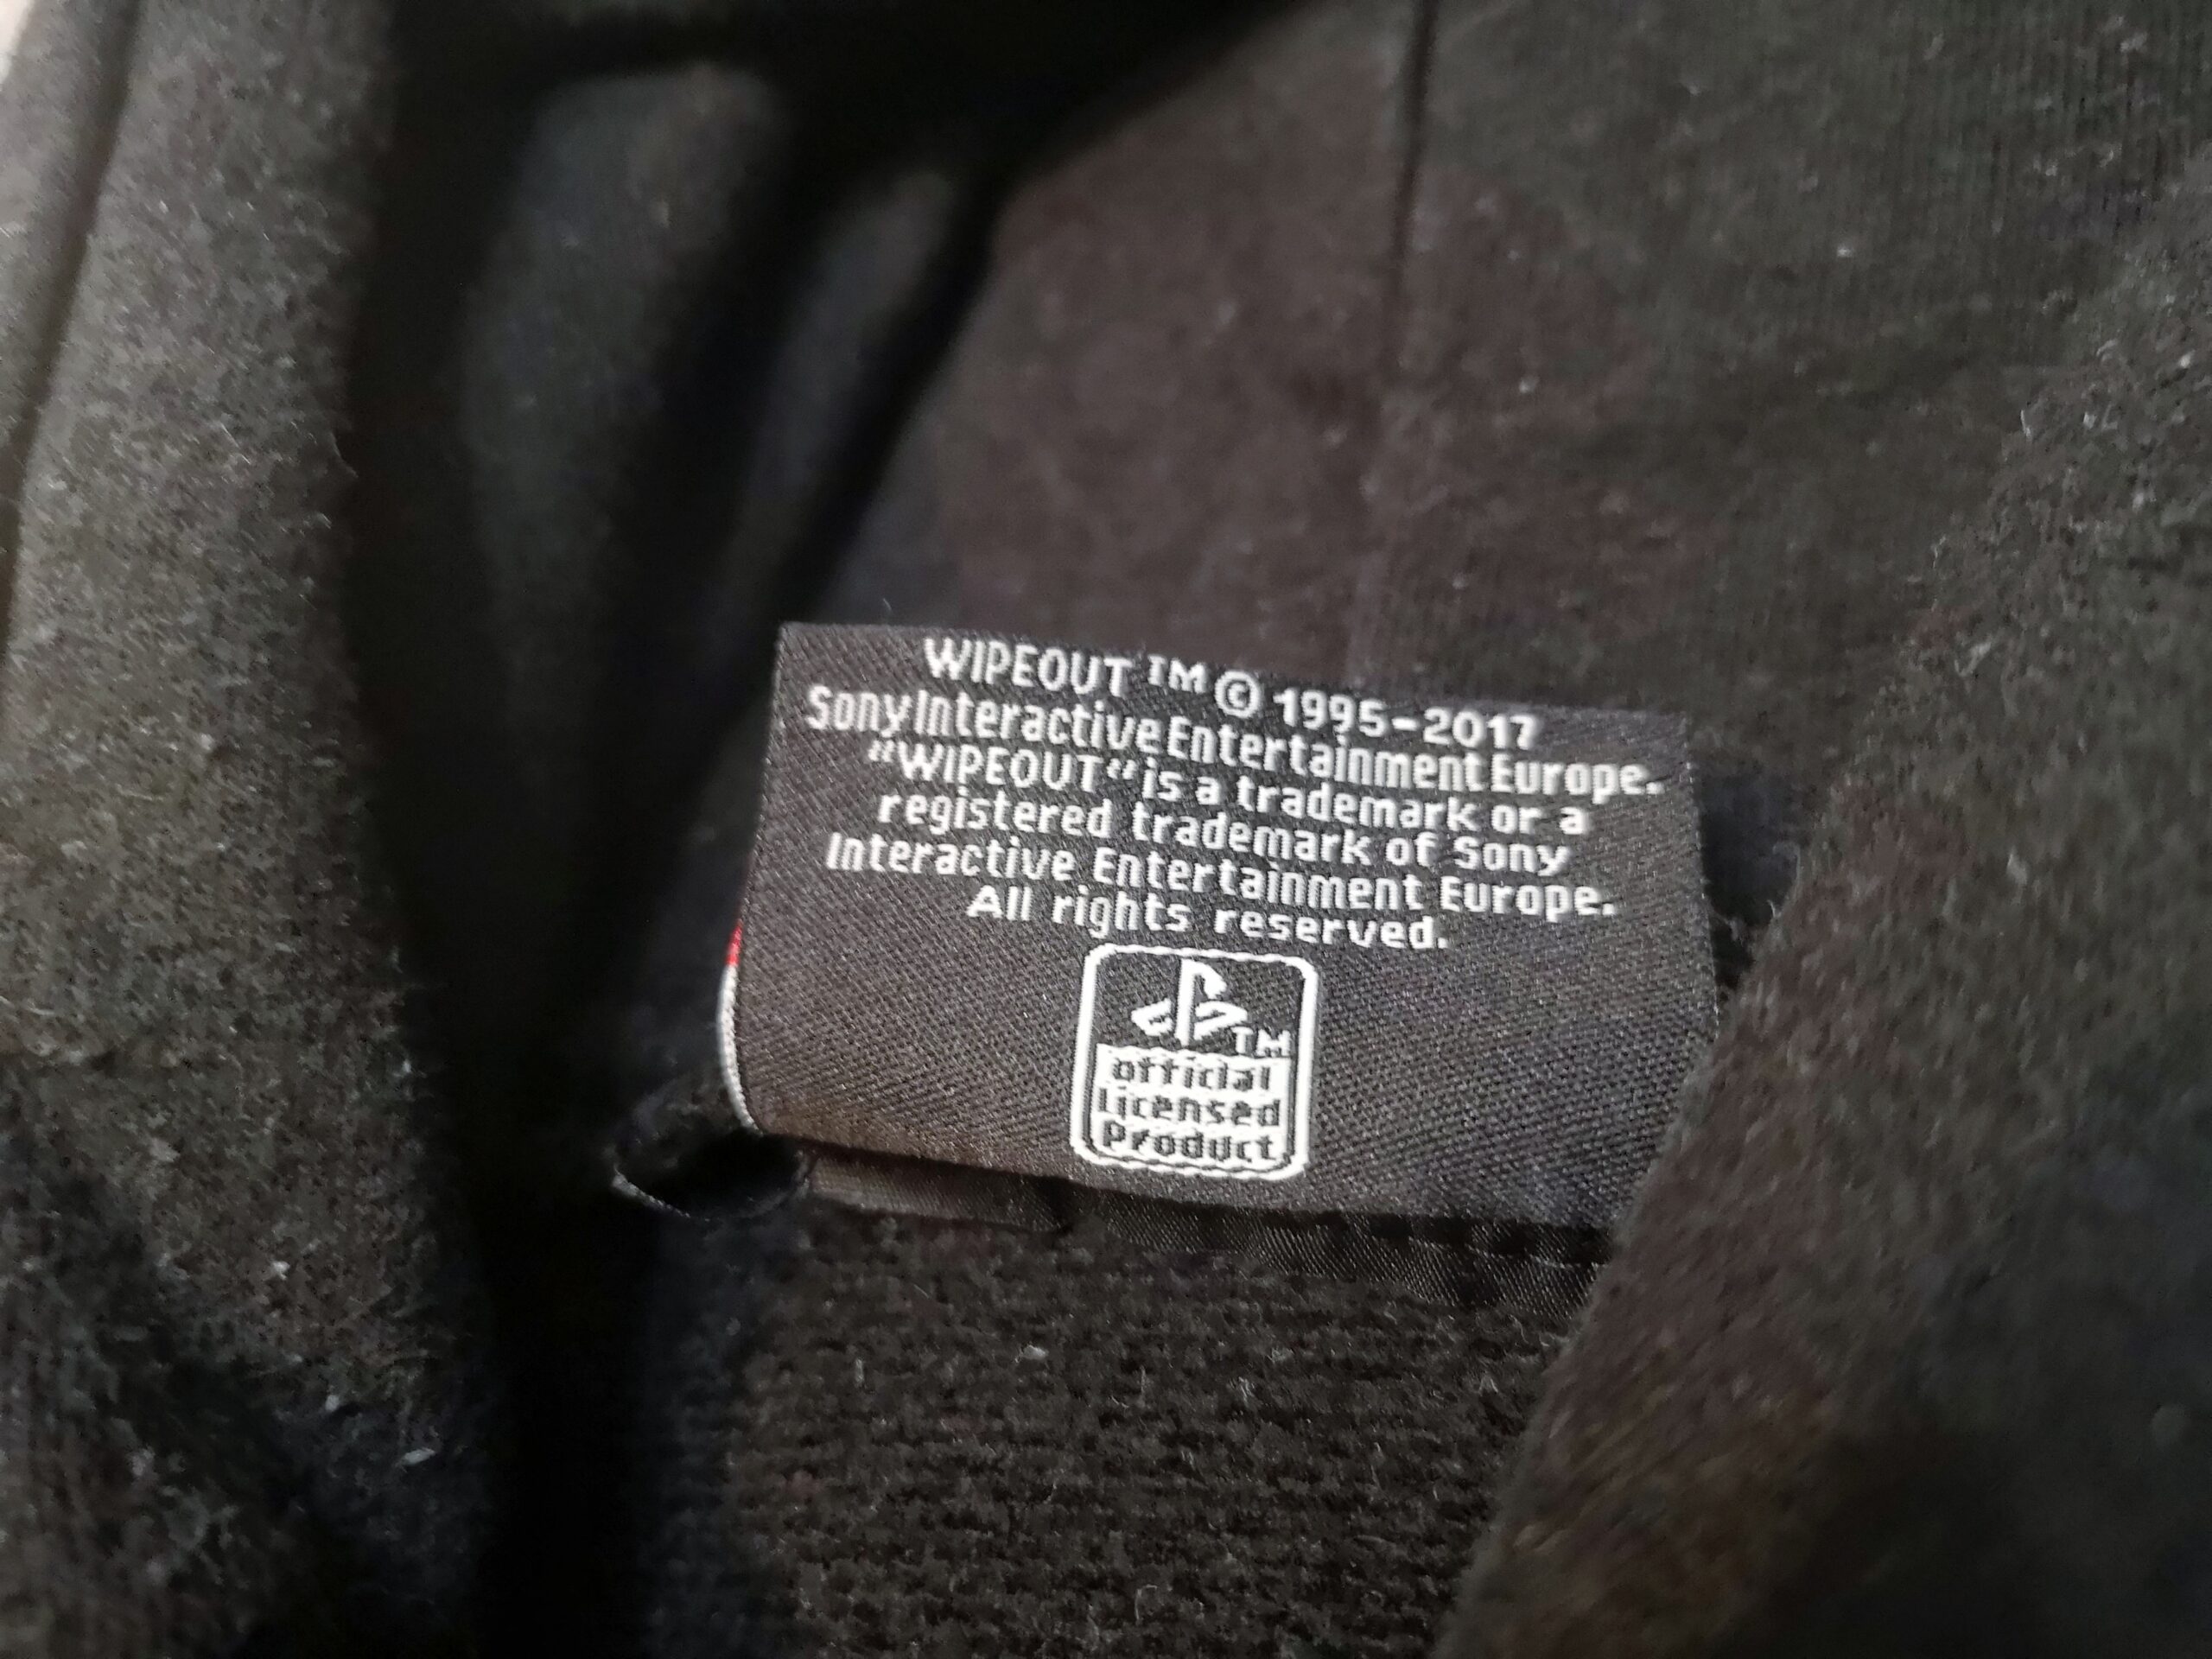 WIPEOUT ™ © 1995-2017
Sony Interactive Entertainment Europe.
“WIPEOUT“ is a trademark or a
registered trademark of Sony
Interactive Entertainment Europe.
All rights reserved.
TM
official
licensed
product